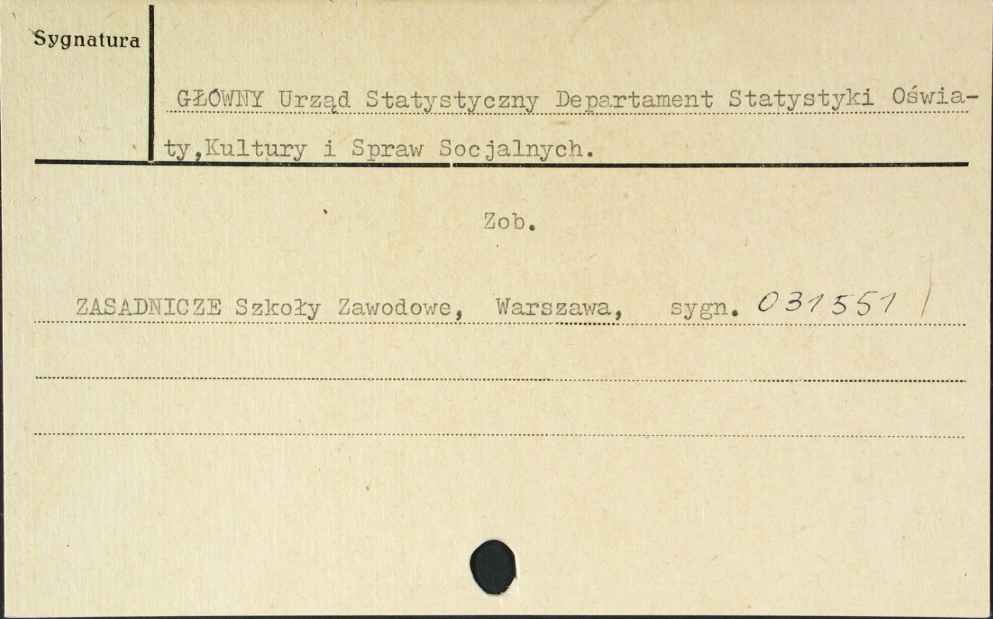 Sygnatura
GŁÓWNY Urząd Statystyczny Departament Statystyki Oświa-
ty,Kultury i Spraw Socjalnych.
Zob.
ZASADNICZE Szkoły Zawodowe, Warszawa, sygn. 031551